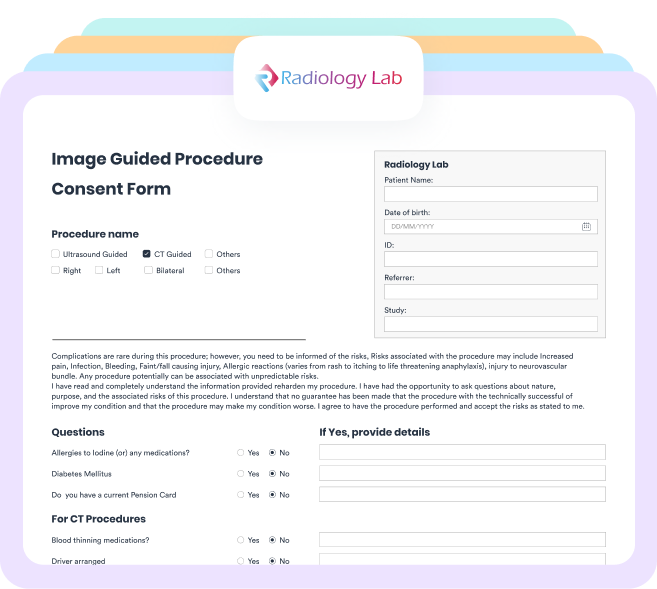 Radiology Lab
Image Guided Procedure
Consent Form
Procedure name
Ultrasound Guided CT Guided Others
Right Left Bilateral Others
Radiology Lab
Patient Name:
Date of birth:
DD/MM/YYYY
ID:
Referrer:
Study:
Complications are rare during this procedure; however, you need to be informed of the risks, Risks associated with the procedure may include Increased
pain, Infection, Bleeding, Faint/fall causing injury, Allergic reactions (varies from rash to itching to life threatening anaphylaxis), injury to neurovascular
bundle. Any procedure potentially can be associated with unpredictable risks.
I have read and completely understand the information provided reharden my procedure. I have had the opportunity to ask questions about nature,
purpose, and the associated risks of this procedure. I understand that no guarantee has been made that the procedure with the technically successful of
improve my condition and that the procedure may make my condition worse. I agree to have the procedure performed and accept the risks as stated to me.
Questions If Yes, provide details
Allergies to Iodine (or) any medications? Yes No
Diabetes Mellitus Yes No
Do you have a current Pension Card Yes No
For CT Procedures
Blood thinning medications? Yes No
Driver arranged Yes No